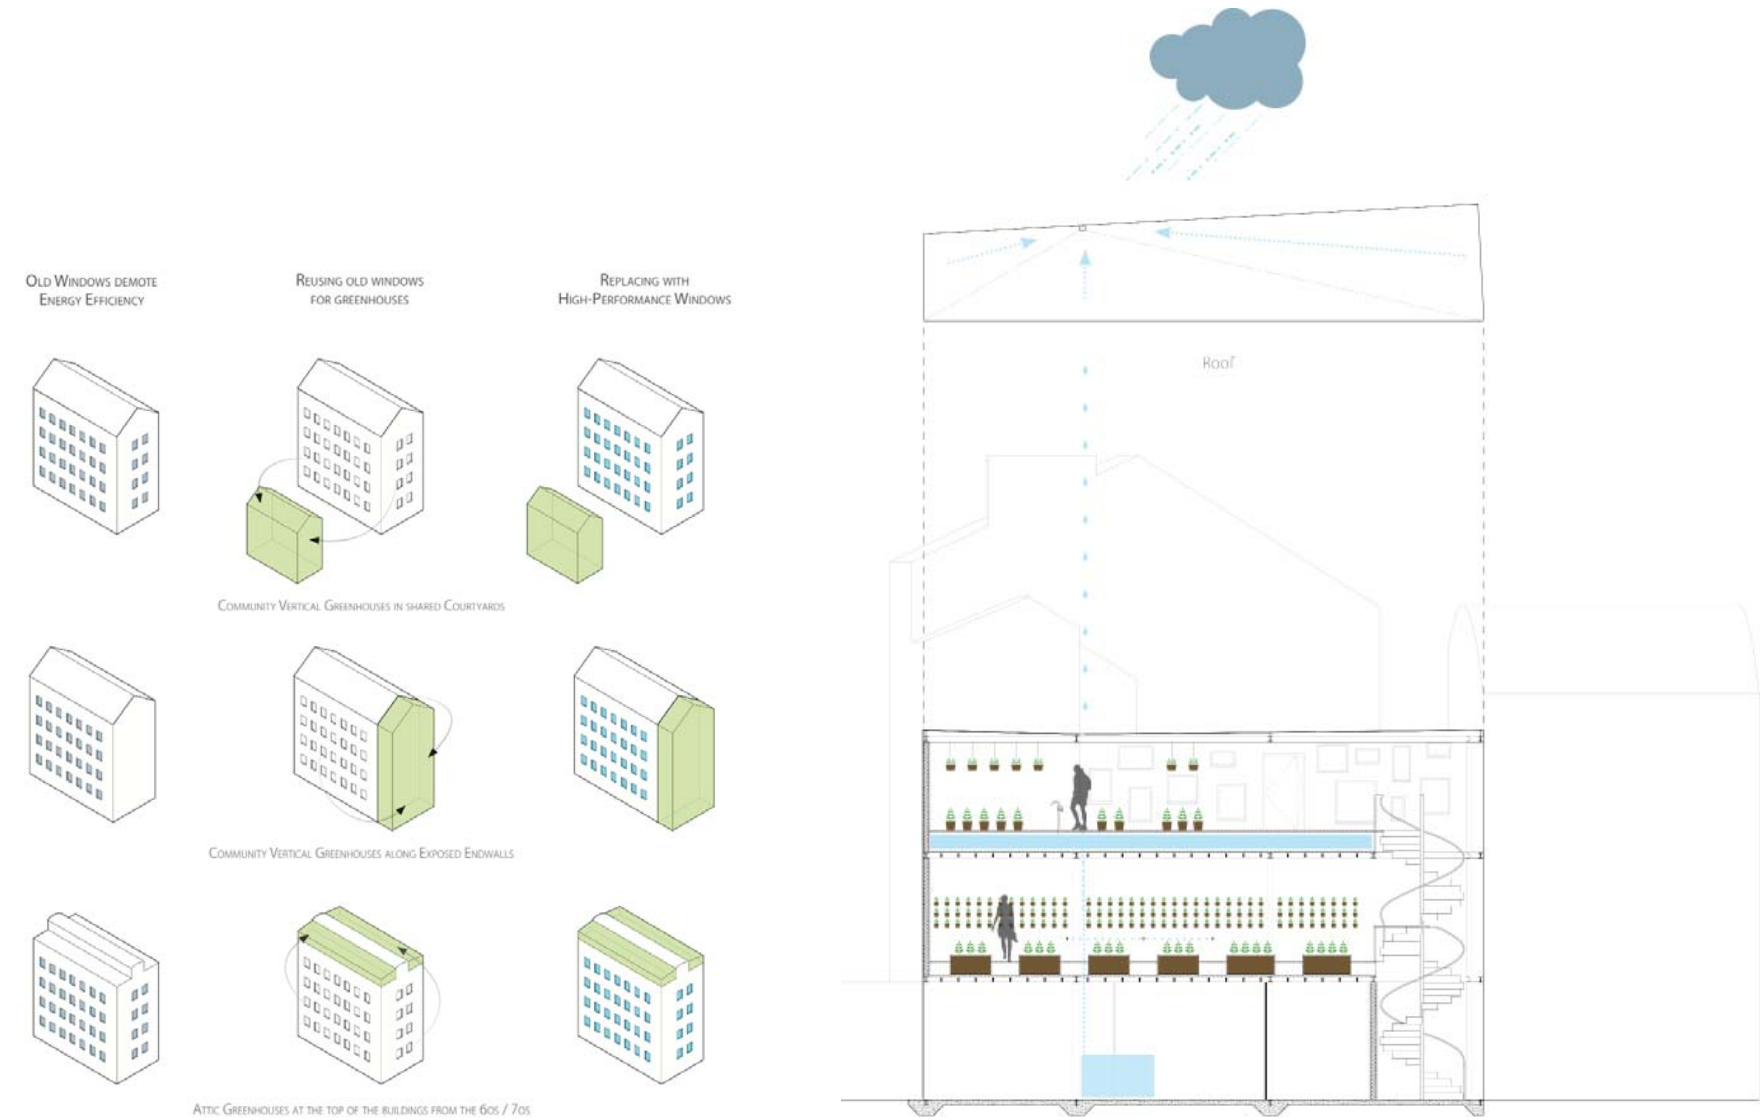 Old Windows demote
Energy Efficiency
Reusing old windows
for greenhouses
Replacing with
High-Performance Windows
Community Vertical Greenhouses in shared Courtyards
Community Vertical Greenhouses along Exposed Endwalls
Attic Greenhouses at the top of the buildings from the 60s / 70s
Roof